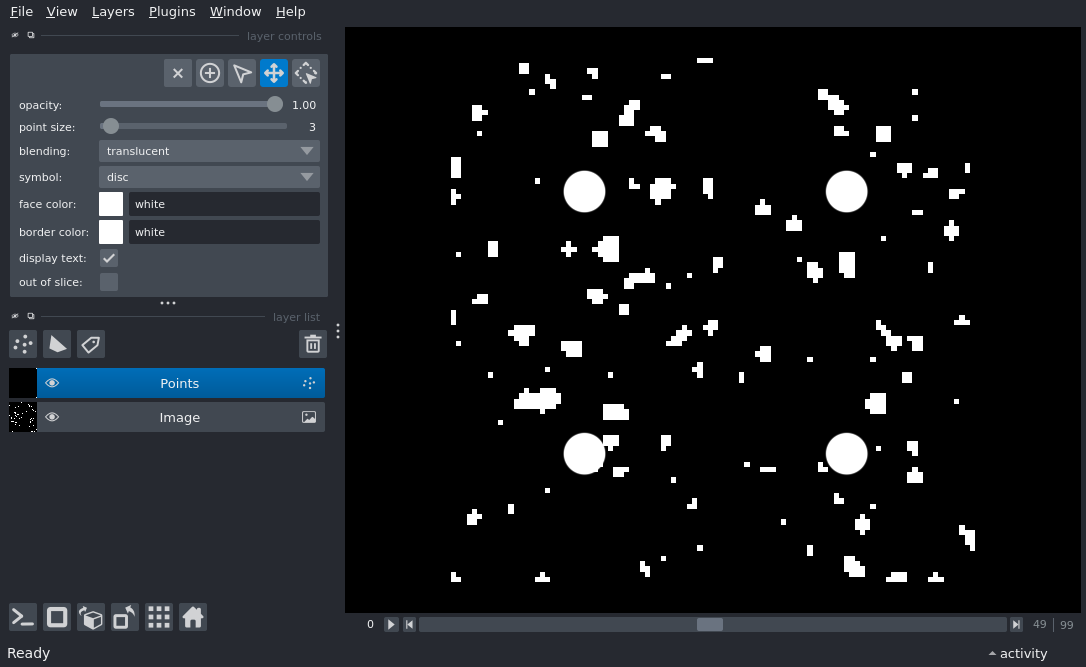 File View Layers Plugins Window Help
layer controls
opacity: 1.00
point size: 3
blending: translucent
symbol: disc
face color: white
border color: white
display text:
out of slice:
layer list
Points
Image
0 49 99
Ready activity